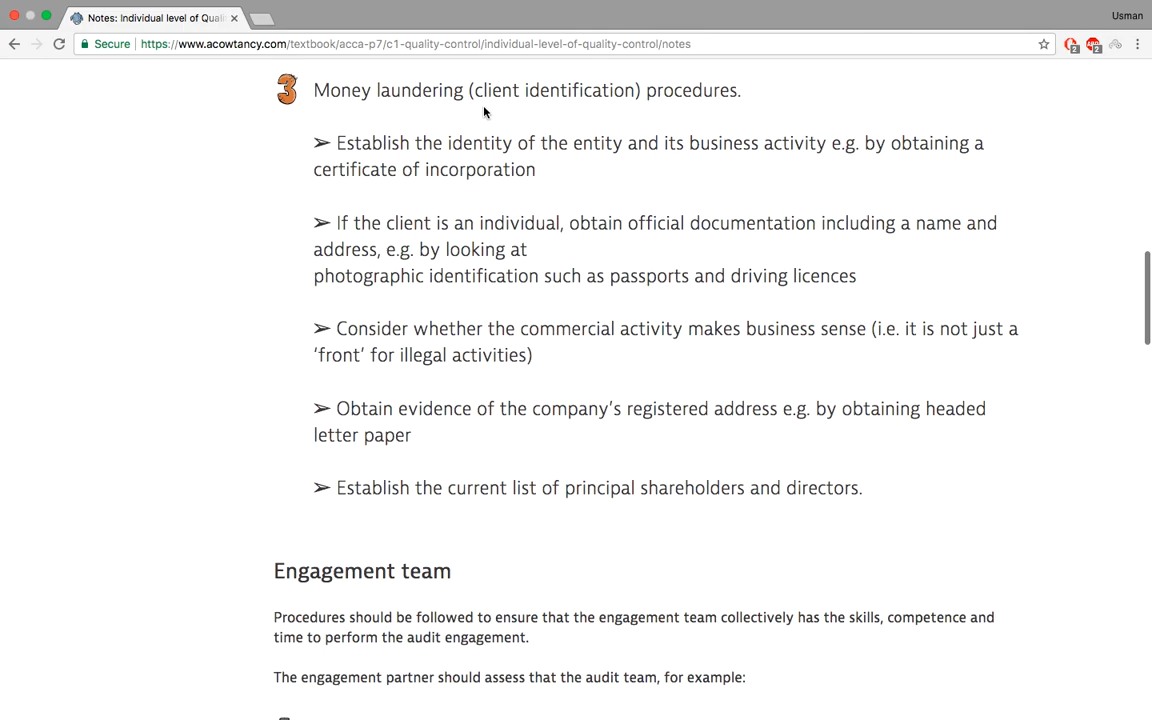 Notes: Individual level of Quali
Usman
Secure
https://www.acowtancy.com/textbook/acca-p7/c1-quality-control/individual-level-of-quality-control/notes
2
2
3 Money laundering (client identification) procedures.
➢ Establish the identity of the entity and its business activity e.g. by obtaining a
certificate of incorporation
➢ If the client is an individual, obtain official documentation including a name and
address, e.g. by looking at
photographic identification such as passports and driving licences
➢ Consider whether the commercial activity makes business sense (i.e. it is not just a
‘front’ for illegal activities)
➢ Obtain evidence of the company’s registered address e.g. by obtaining headed
letter paper
➢ Establish the current list of principal shareholders and directors.
Engagement team
Procedures should be followed to ensure that the engagement team collectively has the skills, competence and
time to perform the audit engagement.
The engagement partner should assess that the audit team, for example: